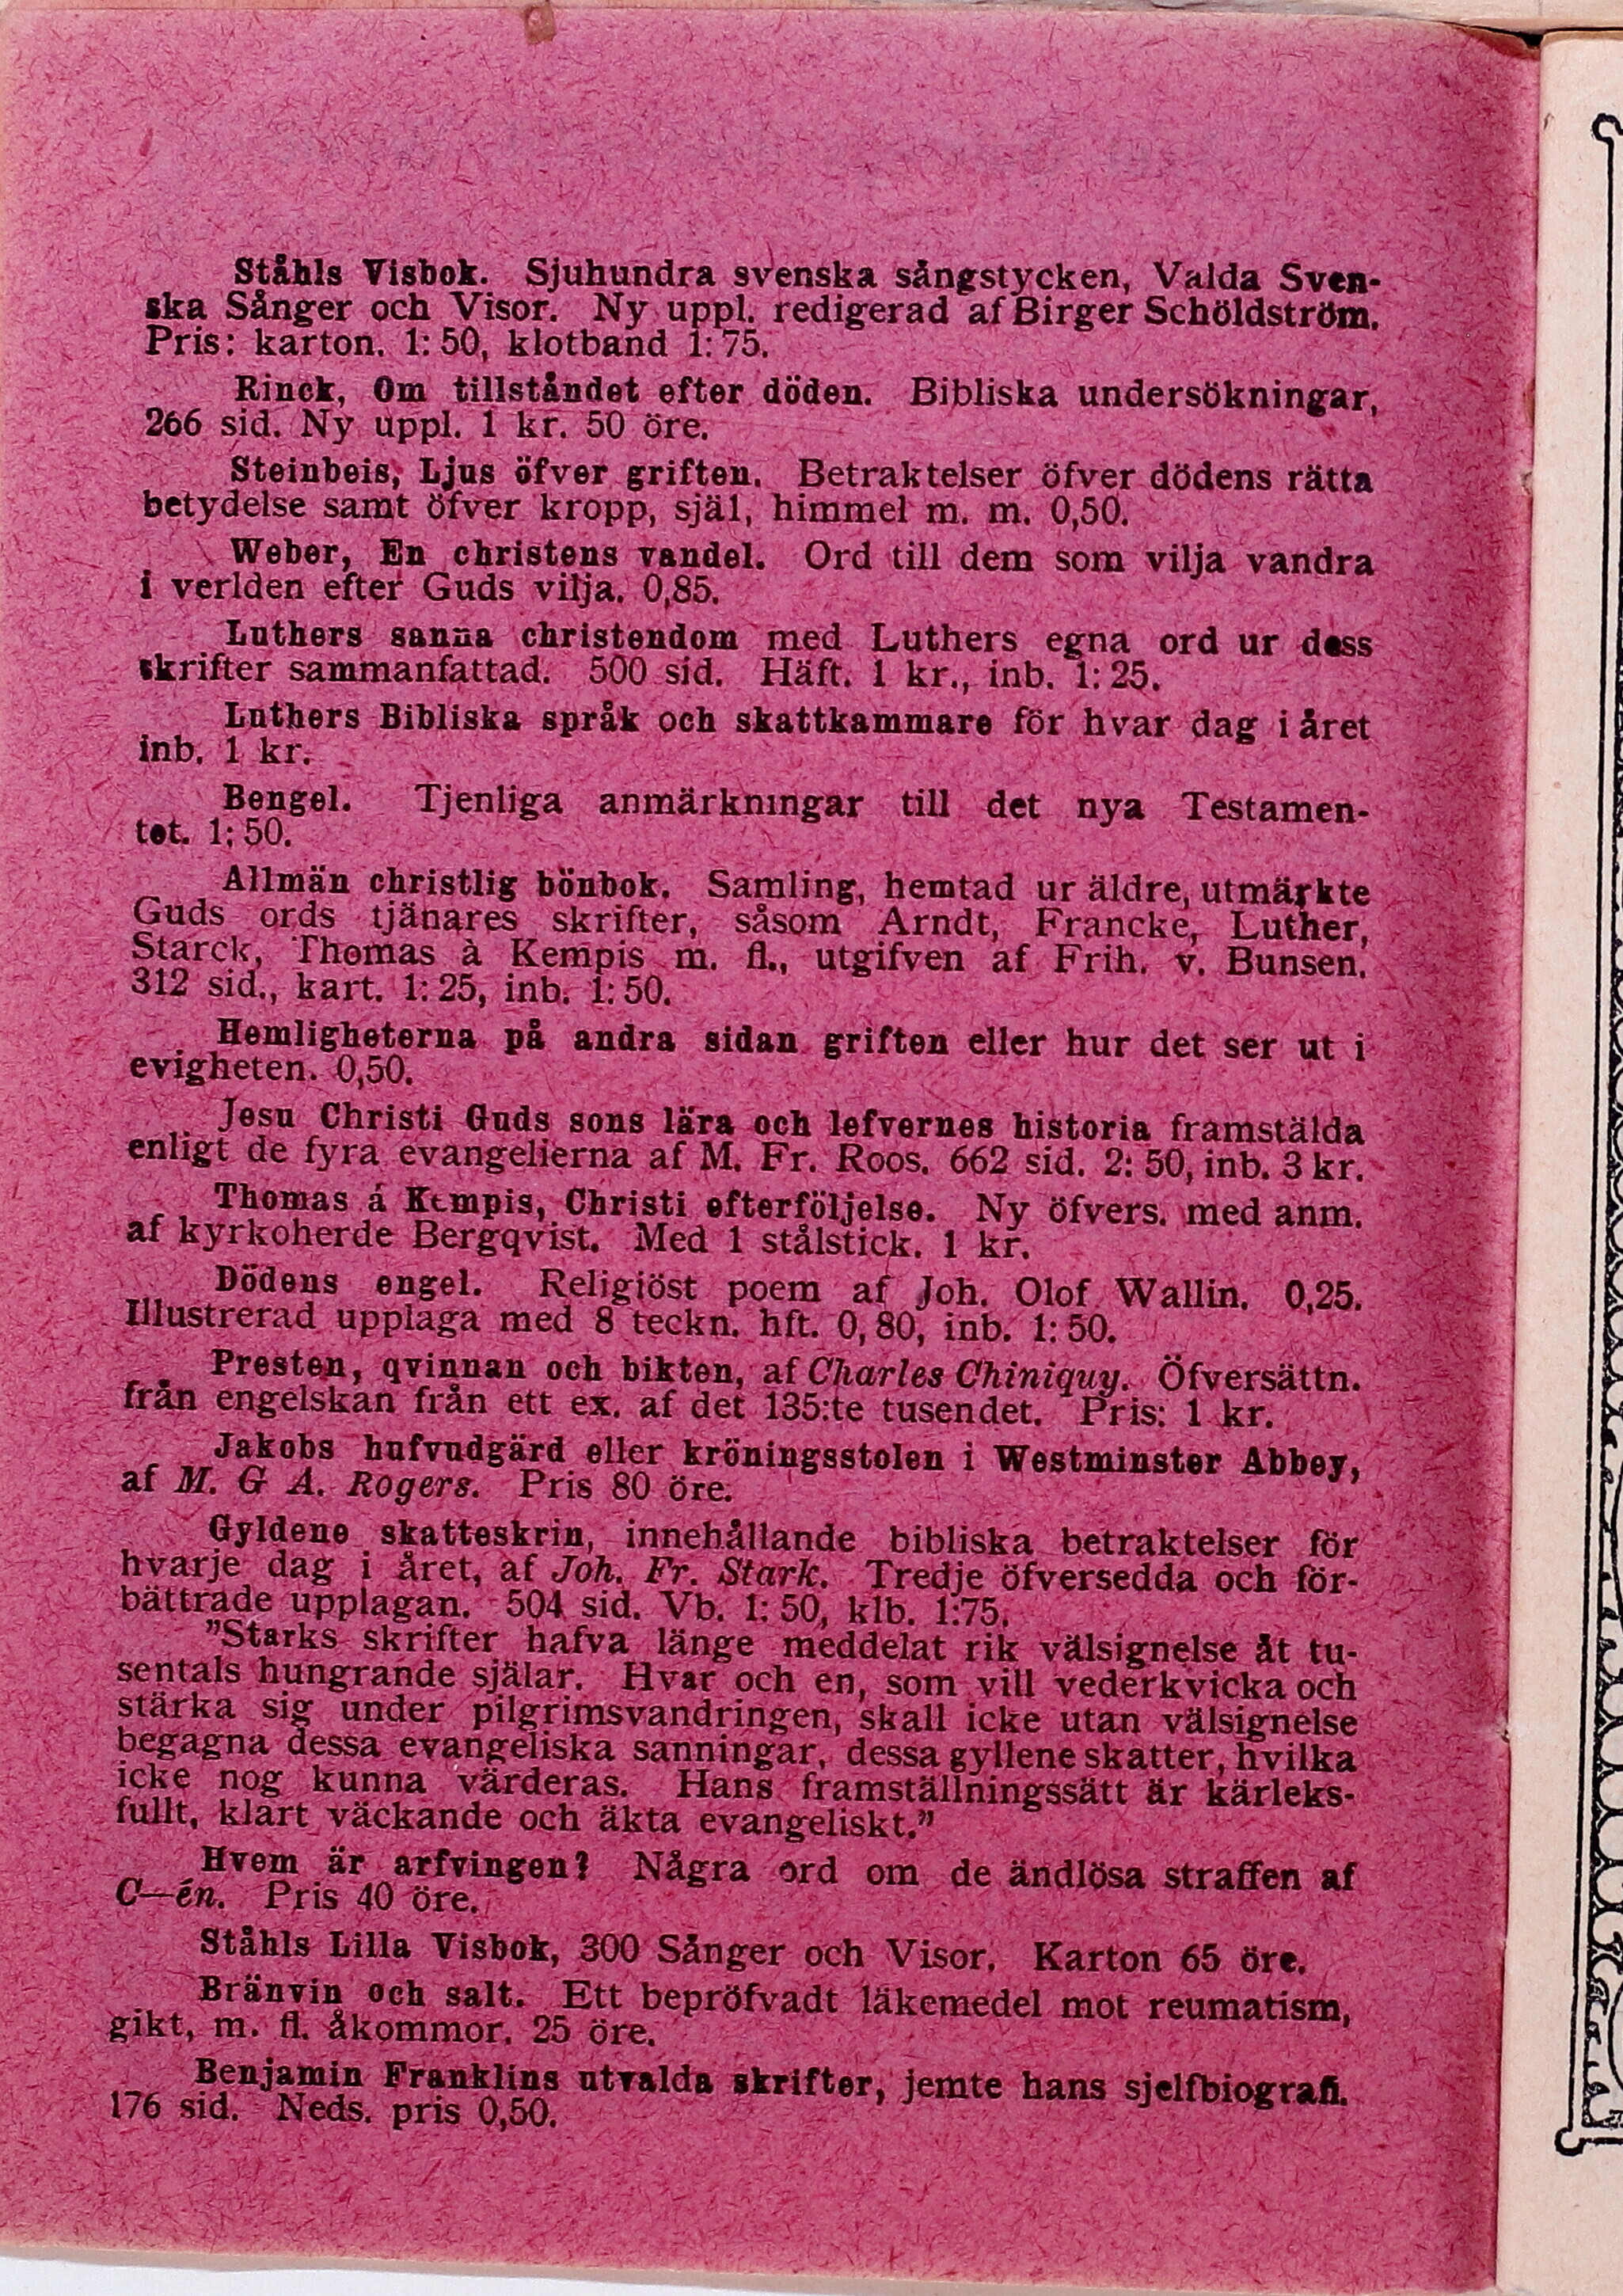 Ståhls Visbok. Sjuhundra svenska sångstycken, Valda Sven-
ska Sånger och Visor. Ny uppl. redigerad af Birger Schöldström.
Pris: karton. 1: 50, klotband 1: 75.
Rinck, Om tillståndet efter döden. Bibliska undersökningar,
266 sid. Ny uppl. 1 kr. 50 öre.
Steinbeis, Ljus öfver griften. Betraktelser öfver dödens rätta
betydelse samt öfver kropp, själ, himmel m. m. 0,50.
Weber, En christens vandel. Ord till dem som vilja vandra
i verlden efter Guds vilja. 0,85.
Luthers sanna christendom med Luthers egna ord ur dess
skrifter sammanfattad. 500 sid. Häft. 1 kr., inb. 1: 25.
Luthers Bibliska språk och skattkammare för hvar dag i året
inb. 1 kr.
Bengel. Tjenliga anmärkningar till det nya Testamen-
tet. 1: 50.
Allmän christlig bönbok. Samling, hemtad ur äldre, utmärkte
Guds ords tjänares skrifter, såsom Arndt, Francke, Luther,
Starck, Thomas à Kempis m. fl., utgifven af Frih. v. Bunsen.
312 sid., kart. 1: 25, inb. 1: 50.
Hemligheterna på andra sidan griften eller hur det ser ut i
evigheten. 0,50.
Jesu Christi Guds sons lära och lefvernes historia framstälda
enligt de fyra evangelierna af M. Fr. Roos. 662 sid. 2: 50, inb. 3 kr.
Thomas á Kempis, Christi efterföljelse. Ny öfvers. med anm.
af kyrkoherde Bergqvist. Med 1 stålstick. 1 kr.
Dödens engel. Religiöst poem af Joh. Olof Wallin. 0,25.
Illustrerad upplaga med 8 teckn. hft. 0,80, inb. 1: 50.
Presten, qvinnan och bikten, af Charles Chiniquy. Öfversättn.
från engelskan från ett ex. af det 135:te tusendet. Pris: 1 kr.
Jakobs hufvudgärd eller kröningsstolen i Westminster Abbey,
af M. G A. Rogers. Pris 80 öre.
Gyldene skatteskrin, innehållande bibliska betraktelser för
hvarje dag i året, af Joh. Fr. Stark. Tredje öfversedda och för-
bättrade upplagan. 504 sid. Vb. 1: 50, klb. 1:75.
"Starks skrifter hafva länge meddelat rik välsignelse åt tu-
sentals hungrande själar. Hvar och en, som vill vederkvicka och
stärka sig under pilgrimsvandringen, skall icke utan välsignelse
begagna dessa evangeliska sanningar, dessa gyllene skatter, hvilka
icke nog kunna värderas. Hans framställningssätt är kärleks-
fullt, klart väckande och äkta evangeliskt."
Hvem är arfvingen? Några ord om de ändlösa straffen af
C—én. Pris 40 öre.
Ståhls Lilla Visbok, 300 Sånger och Visor. Karton 65 öre.
Bränvin och salt. Ett bepröfvadt läkemedel mot reumatism,
gikt, m. fl. åkommor. 25 öre.
Benjamin Franklins utvalda skrifter, jemte hans sjelfbiografi.
176 sid. Neds. pris 0,50.